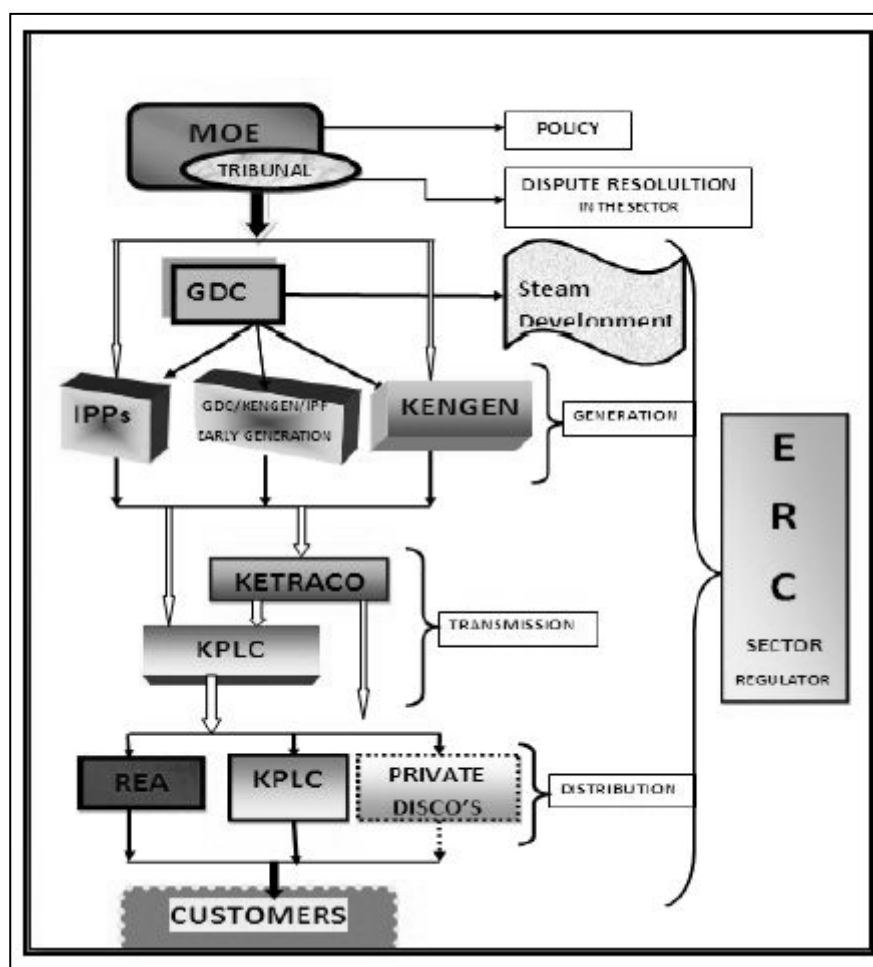 MOE
TRIBUNAL
POLICY
DISPUTE RESOLULTION
IN THE SECTOR
GDC
Steam
Development
IPPs
GDC/KENGEN/IPP
EARLY GENERATION
KENGEN
GENERATION
E
R
C
SECTOR
REGULATOR
KETRACO
KPLC
TRANSMISSION
REA
KPLC
PRIVATE
DISCO'S
DISTRIBUTION
CUSTOMERS